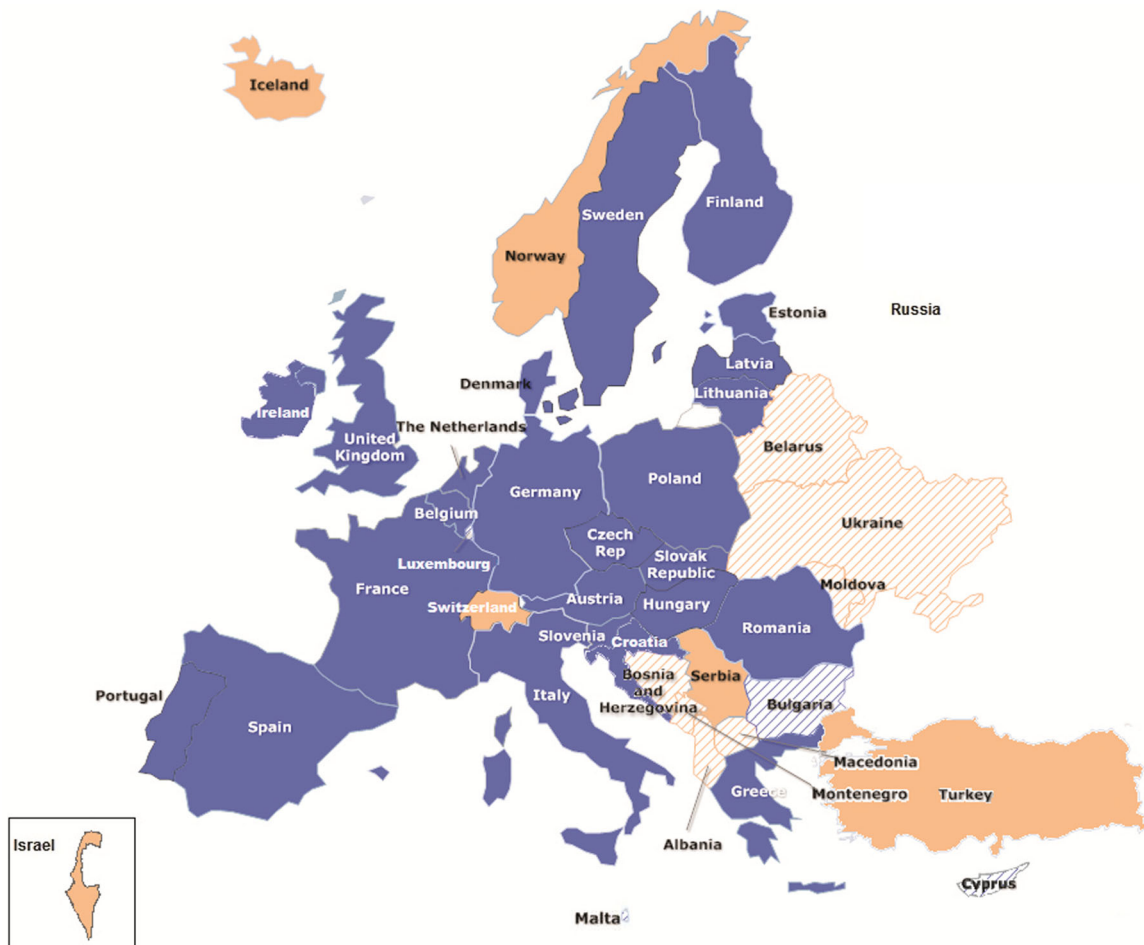 Iceland
Sweden
Finland
Norway
Russia
Estonia
Latvia
Denmark
Lithuania
Ireland
The Netherlands
United
Kingdom
Belarus
Poland
Germany
Belgium
Ukraine
Czech
Rep
Slovak
Republic
Luxembourg
Moldova
France
Austria
Switzerland
Hungary
Romania
Slovenia
Croatia
Bosnia
and
Herzegovina
Serbia
Portugal
Italy
Bulgaria
Spain
Macedonia
Greece
Montenegro
Turkey
Israel
Albania
Cyprus
Malta